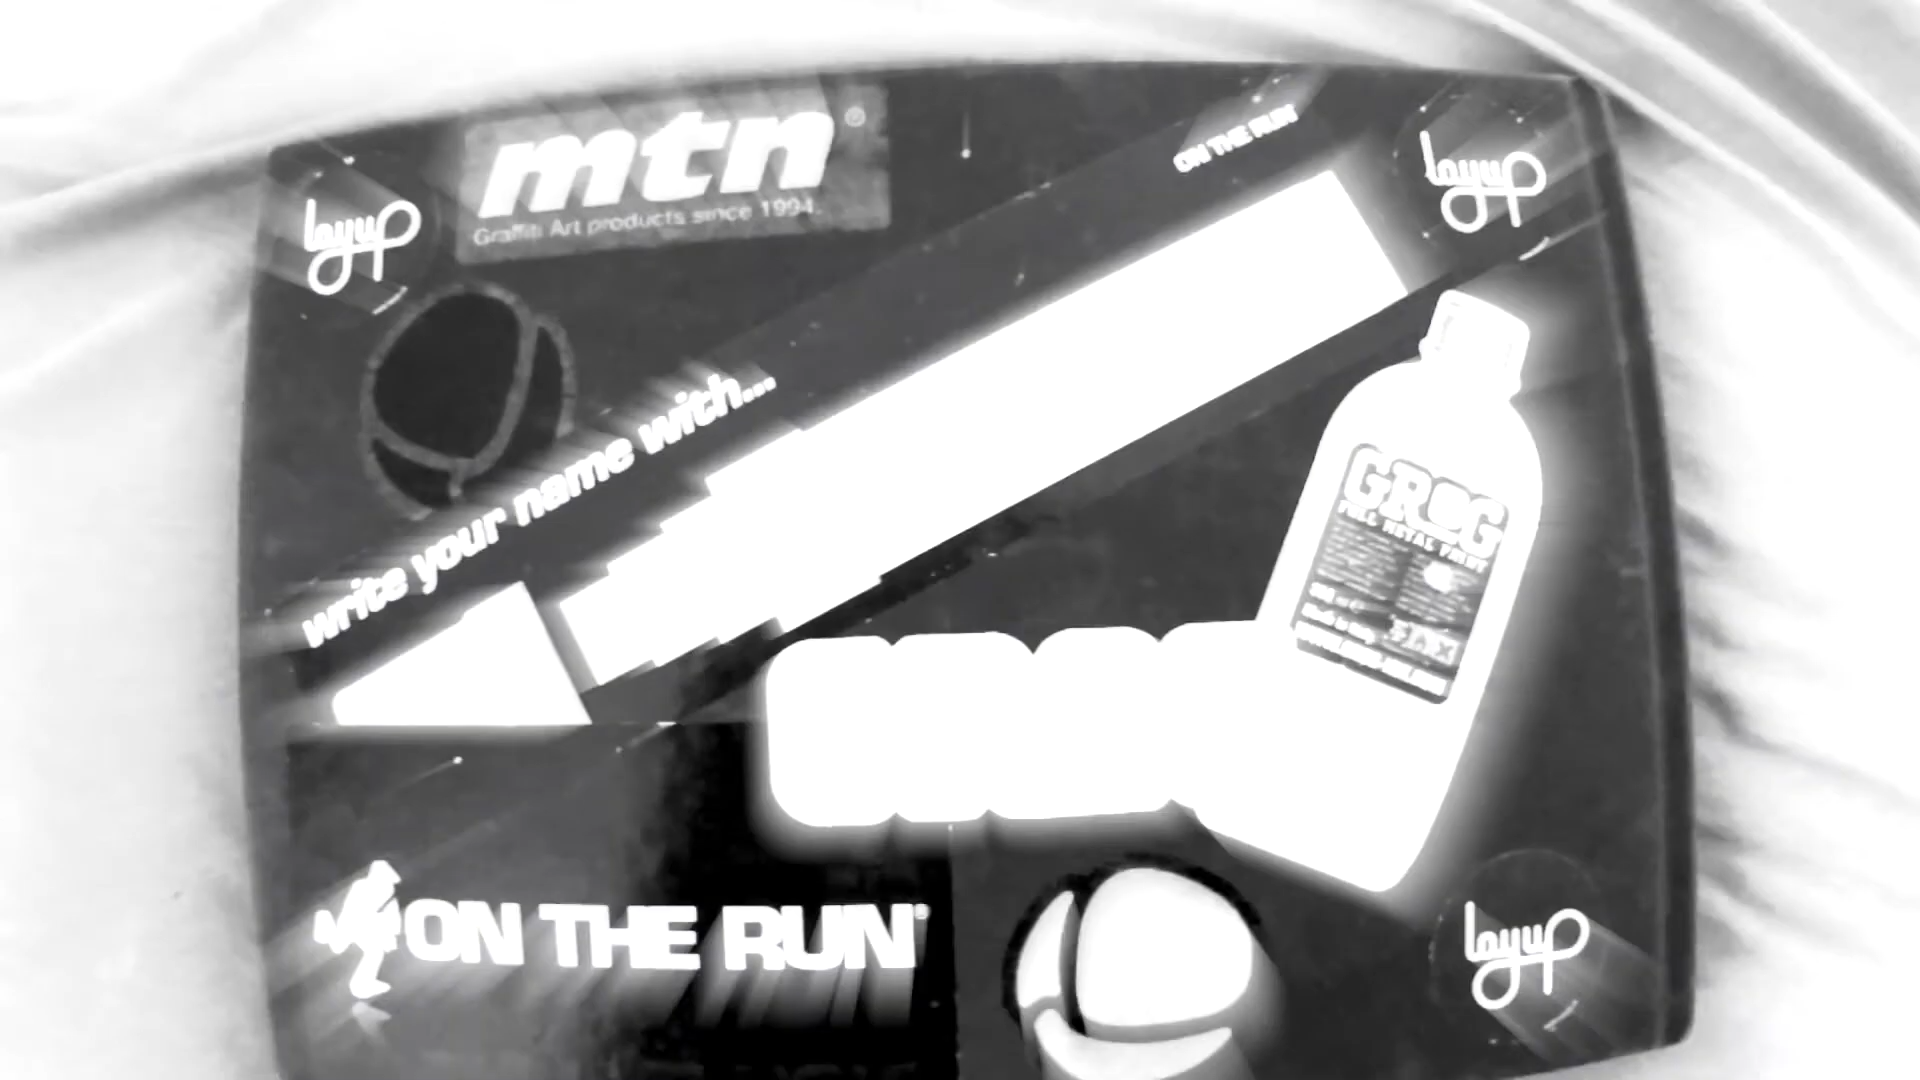 mtn®
Graffiti Art products since 1994.
ON THE RUN
layup
layup
write your name with...
GROG
FULL METAL PAINT
ON THE RUN
layup